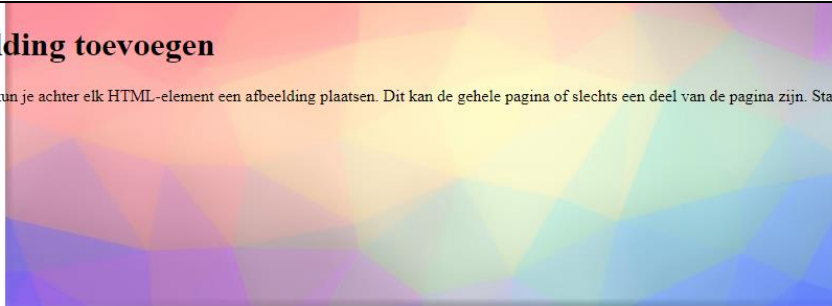 lding toevoegen
un je achter elk HTML-element een afbeelding plaatsen. Dit kan de gehele pagina of slechts een deel van de pagina zijn. Sta